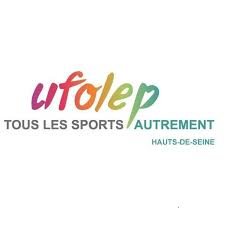 ufolep
TOUS LES SPORTS AUTREMENT
HAUTS-DE-SEINE